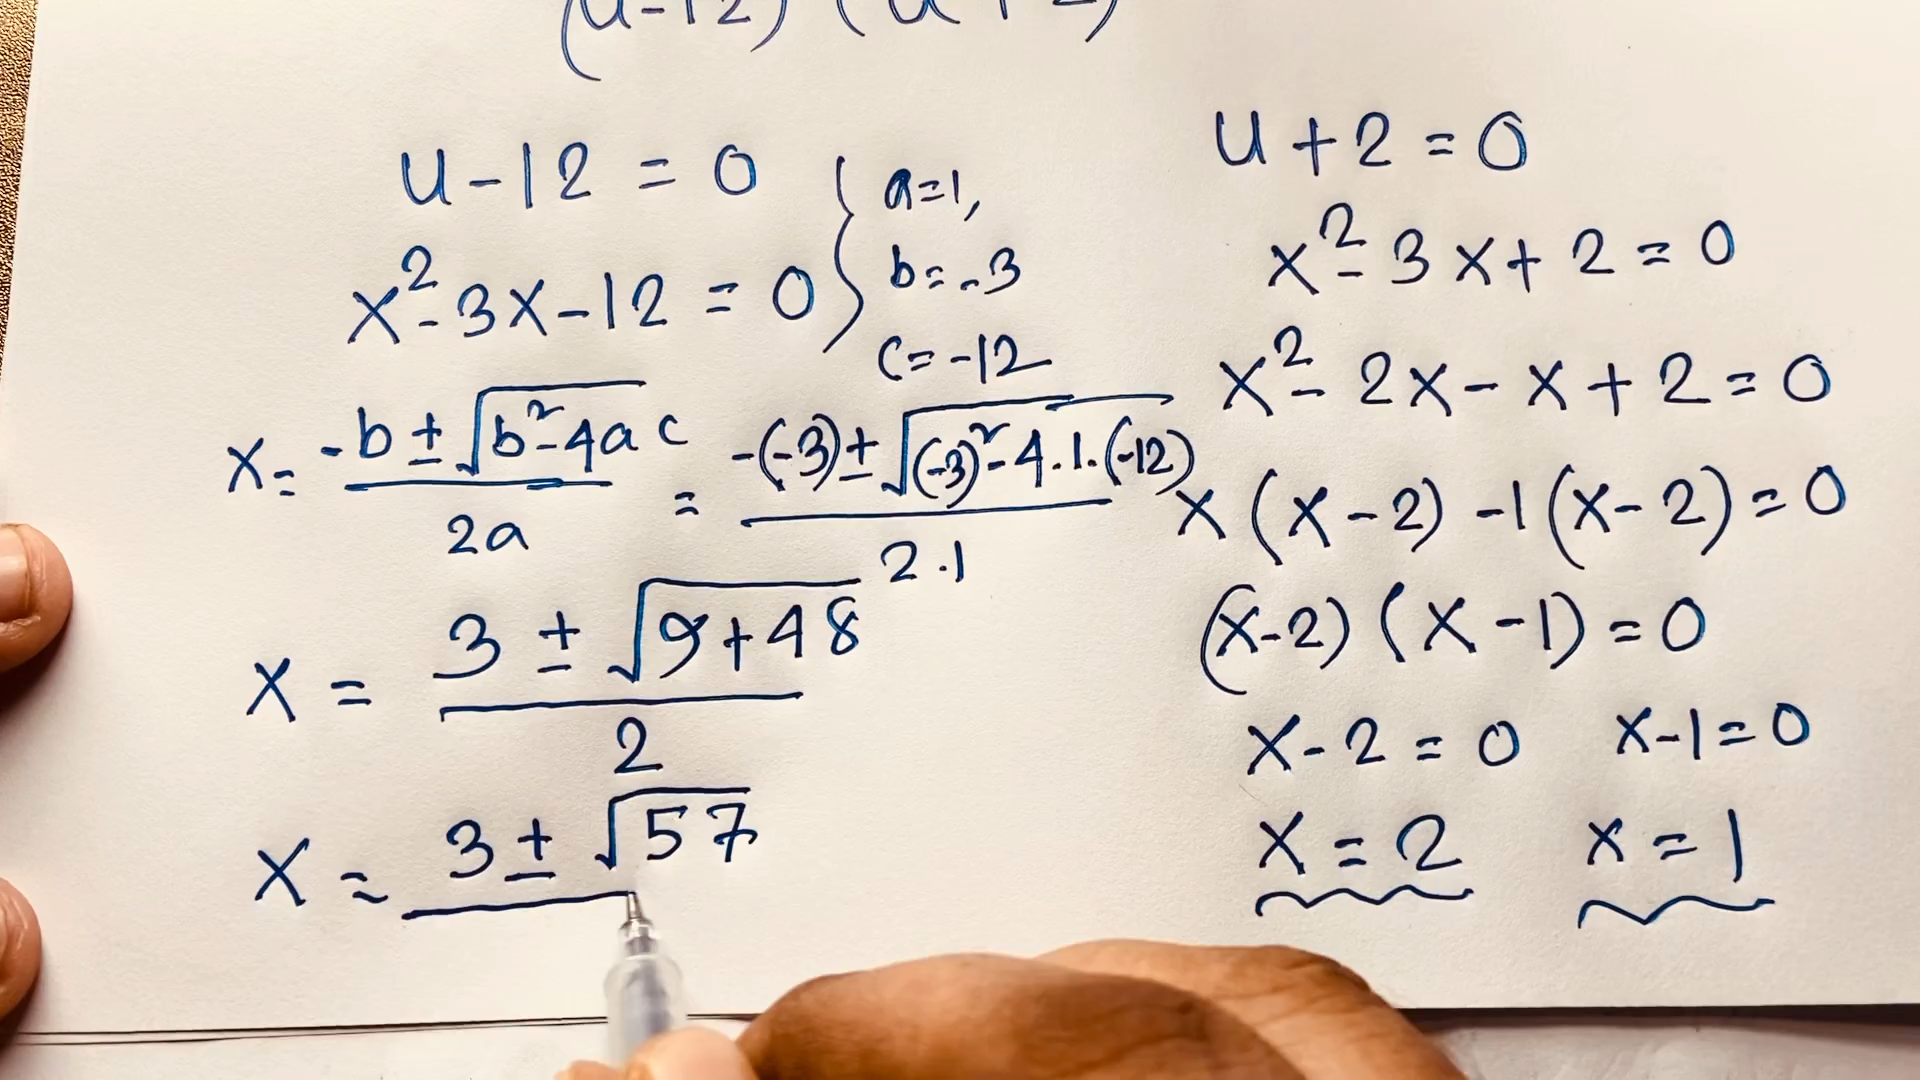 (u-12) (u+2)
u-12 = 0
x²-3x-12 = 0
a=1,
b=-3
c=-12
x= -b±√b²-4ac / 2a = -(-3)±√(-3)²-4.1.(-12) / 2.1
x = 3 ± √9+48 / 2
x = 3 ± √57
u+2=0
x²-3x+2=0
x²-2x-x+2=0
x(x-2)-1(x-2)=0
(x-2)(x-1)=0
x-2=0 x-1=0
x=2 x=1